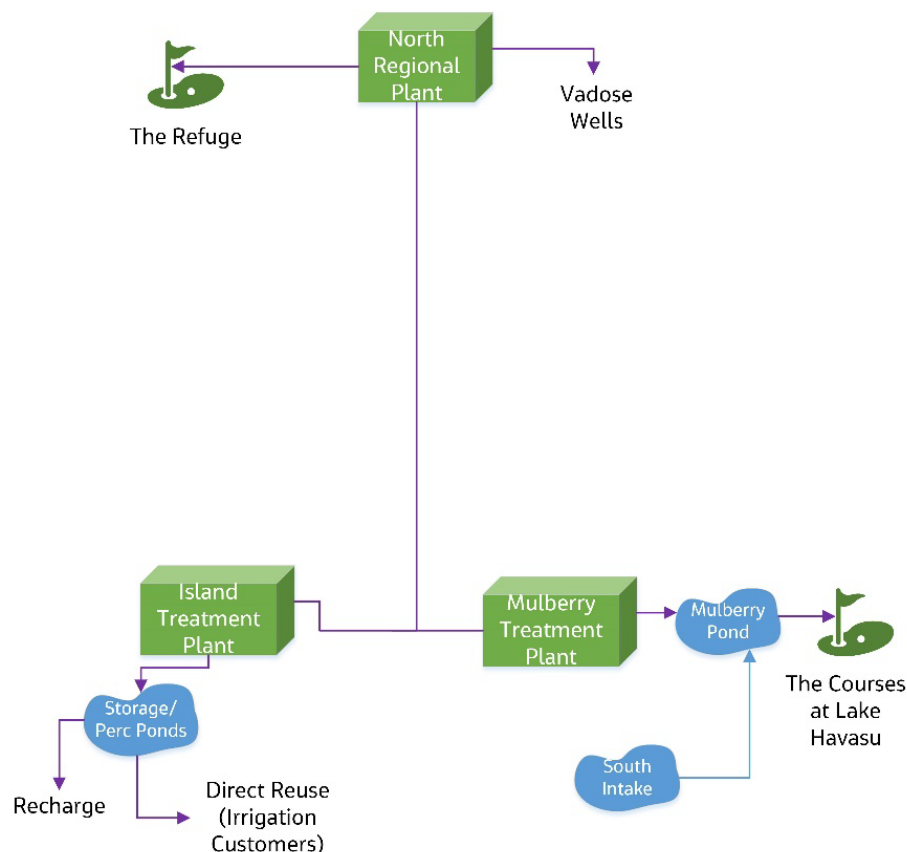 North
Regional
Plant
The Refuge
Vadose
Wells
Island
Treatment
Plant
Mulberry
Treatment
Plant
Mulberry
Pond
The Courses
at Lake
Havasu
Storage/
Perc Ponds
South
Intake
Recharge
Direct Reuse
(Irrigation
Customers)